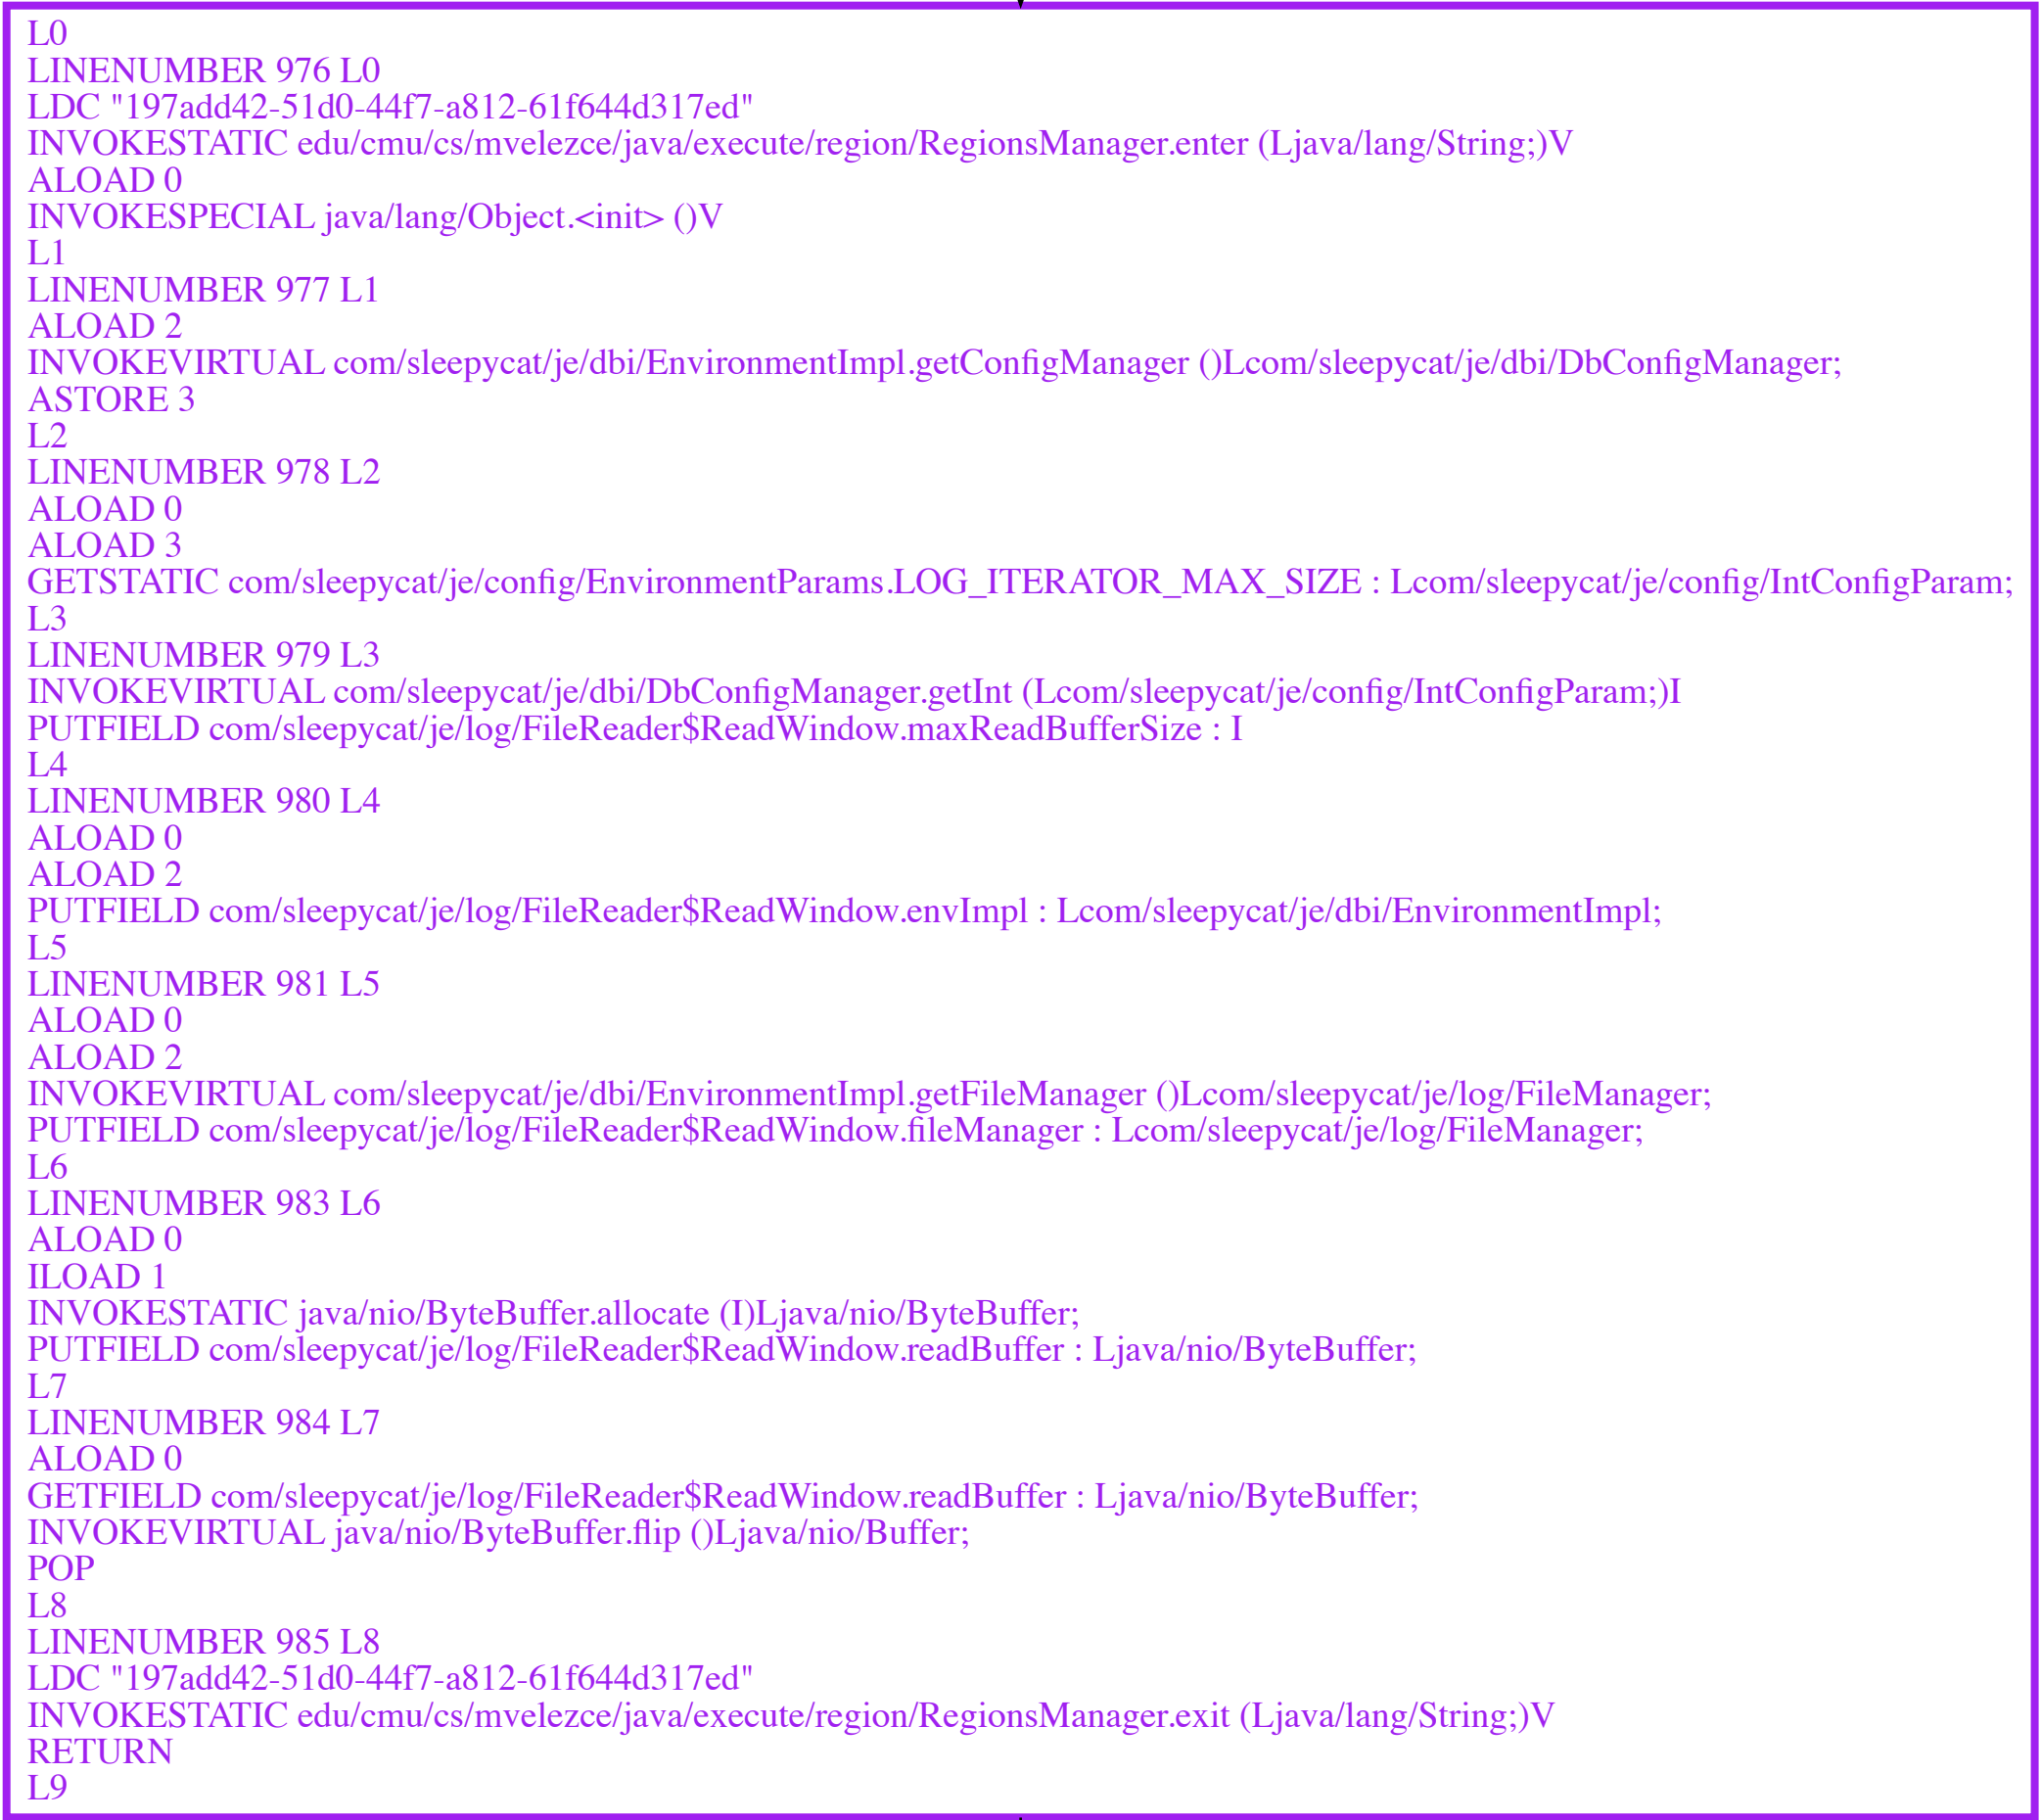 L0
LINENUMBER 976 L0
LDC "197add42-51d0-44f7-a812-61f644d317ed"
INVOKESTATIC edu/cmu/cs/mvelezce/java/execute/region/RegionsManager.enter (Ljava/lang/String;)V
ALOAD 0
INVOKESPECIAL java/lang/Object.<init> ()V
L1
LINENUMBER 977 L1
ALOAD 2
INVOKEVIRTUAL com/sleepycat/je/dbi/EnvironmentImpl.getConfigManager ()Lcom/sleepycat/je/dbi/DbConfigManager;
ASTORE 3
L2
LINENUMBER 978 L2
ALOAD 0
ALOAD 3
GETSTATIC com/sleepycat/je/config/EnvironmentParams.LOG_ITERATOR_MAX_SIZE : Lcom/sleepycat/je/config/IntConfigParam;
L3
LINENUMBER 979 L3
INVOKEVIRTUAL com/sleepycat/je/dbi/DbConfigManager.getInt (Lcom/sleepycat/je/config/IntConfigParam;)I
PUTFIELD com/sleepycat/je/log/FileReader$ReadWindow.maxReadBufferSize : I
L4
LINENUMBER 980 L4
ALOAD 0
ALOAD 2
PUTFIELD com/sleepycat/je/log/FileReader$ReadWindow.envImpl : Lcom/sleepycat/je/dbi/EnvironmentImpl;
L5
LINENUMBER 981 L5
ALOAD 0
ALOAD 2
INVOKEVIRTUAL com/sleepycat/je/dbi/EnvironmentImpl.getFileManager ()Lcom/sleepycat/je/log/FileManager;
PUTFIELD com/sleepycat/je/log/FileReader$ReadWindow.fileManager : Lcom/sleepycat/je/log/FileManager;
L6
LINENUMBER 983 L6
ALOAD 0
ILOAD 1
INVOKESTATIC java/nio/ByteBuffer.allocate (I)Ljava/nio/ByteBuffer;
PUTFIELD com/sleepycat/je/log/FileReader$ReadWindow.readBuffer : Ljava/nio/ByteBuffer;
L7
LINENUMBER 984 L7
ALOAD 0
GETFIELD com/sleepycat/je/log/FileReader$ReadWindow.readBuffer : Ljava/nio/ByteBuffer;
INVOKEVIRTUAL java/nio/ByteBuffer.flip ()Ljava/nio/Buffer;
POP
L8
LINENUMBER 985 L8
LDC "197add42-51d0-44f7-a812-61f644d317ed"
INVOKESTATIC edu/cmu/cs/mvelezce/java/execute/region/RegionsManager.exit (Ljava/lang/String;)V
RETURN
L9